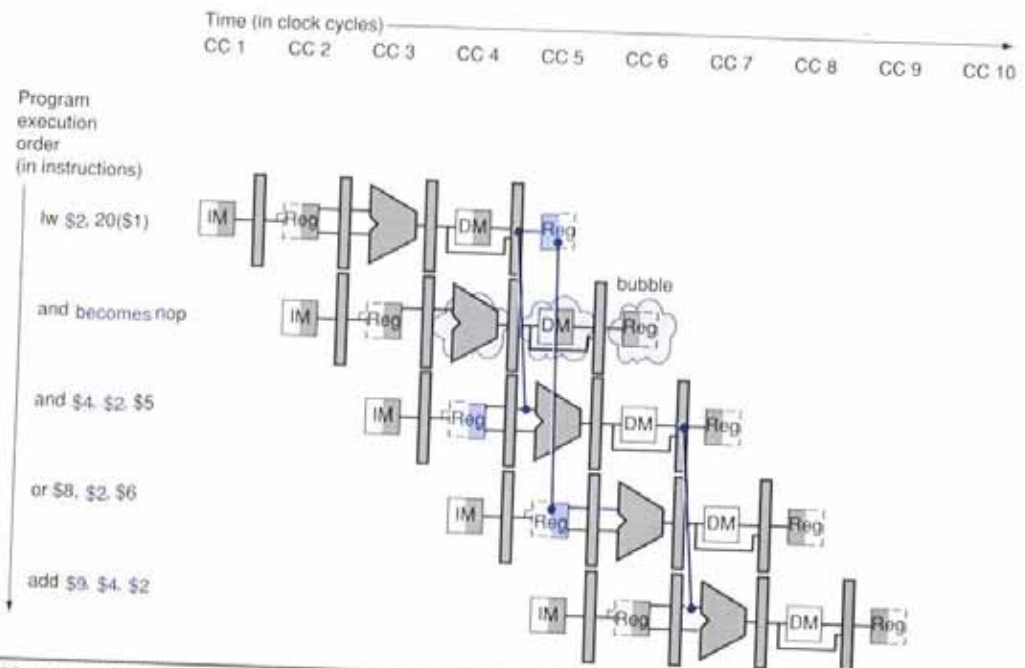 Time (in clock cycles)
CC 1 CC 2 CC 3 CC 4 CC 5 CC 6 CC 7 CC 8 CC 9 CC 10
Program
execution
order
(in instructions)
lw $2, 20($1)
IM Reg DM Reg
bubble
and becomes nop
IM Reg DM Reg
and $4, $2, $5
IM Reg DM Reg
or $8, $2, $6
IM Reg DM Reg
add $9, $4, $2
IM Reg DM Reg